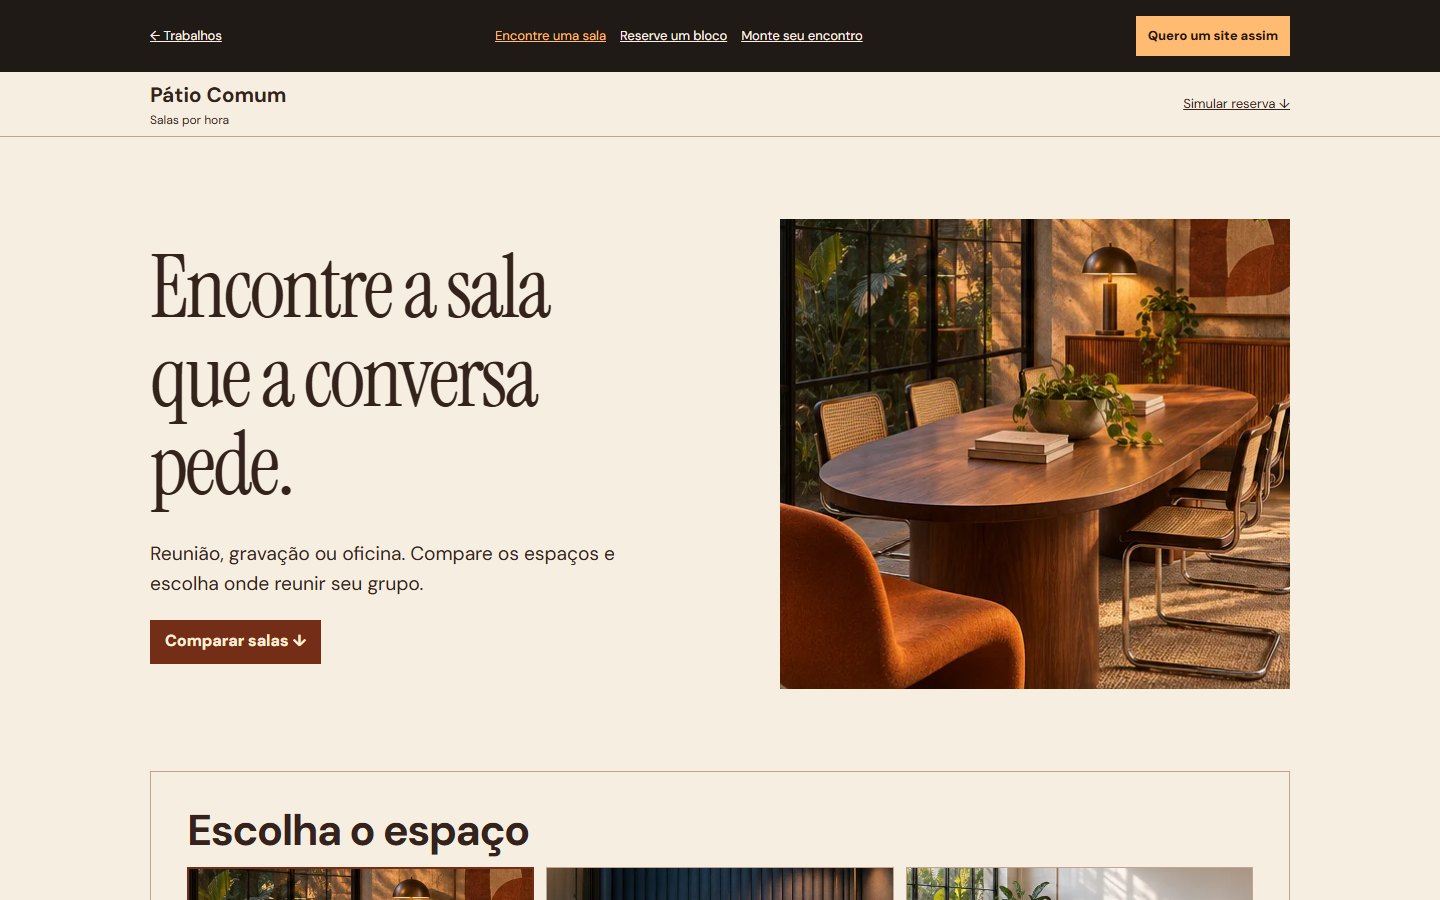 ← Trabalhos
Encontre uma sala
Reserve um bloco
Monte seu encontro
Quero um site assim
Pátio Comum
Salas por hora
Simular reserva ↓
Encontre a sala
que a conversa
pede.
Reunião, gravação ou oficina. Compare os espaços e
escolha onde reunir seu grupo.
Comparar salas ↓
Escolha o espaço